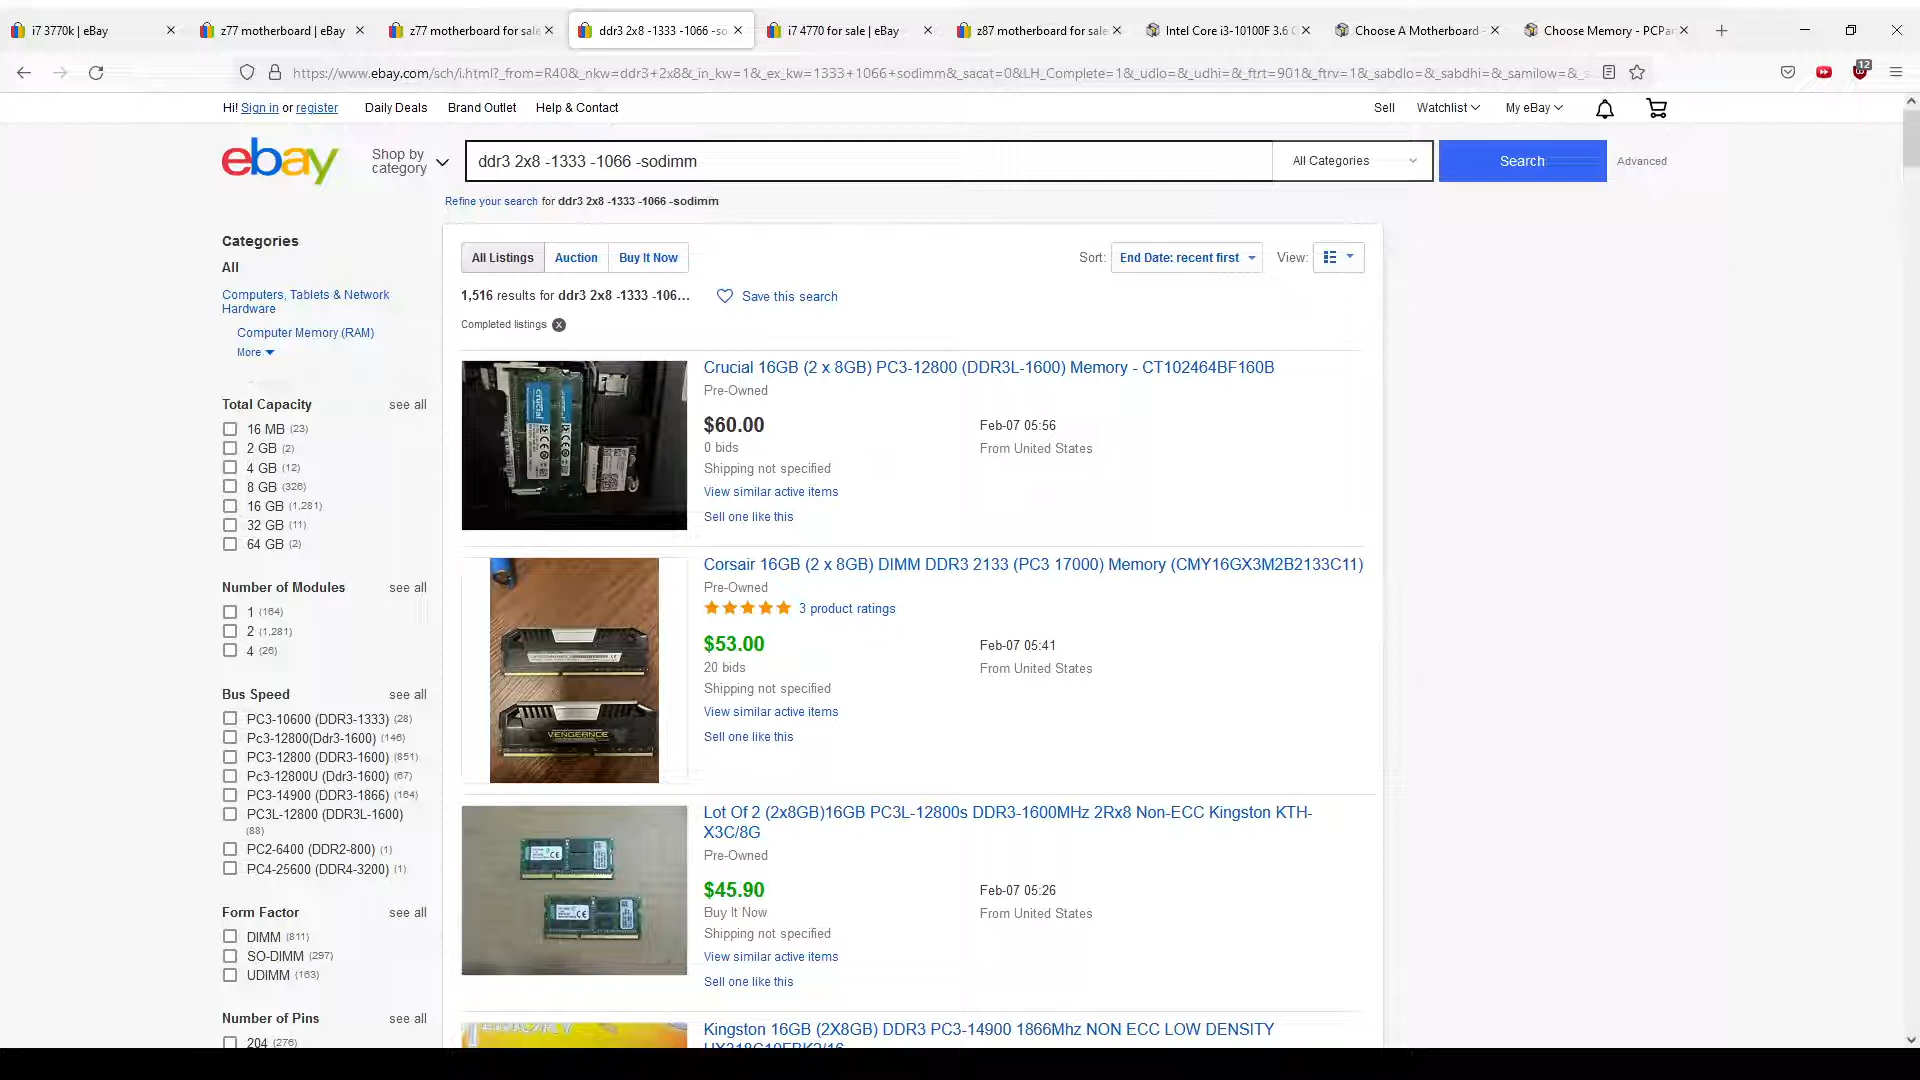 i7 3770k | eBay
z77 motherboard | eBay
z77 motherboard for sale
ddr3 2x8 -1333 -1066 -so
i7 4770 for sale | eBay
z87 motherboard for sale
Intel Core i3-10100F 3.6
Choose A Motherboard -
Choose Memory - PCPar
https://www.ebay.com/sch/i.html?_from=R40&_nkw=ddr3+2x8&_in_kw=1&_ex_kw=1333+1066+sodimm&_sacat=0&LH_Complete=1&_udlo=&_udhi=&_ftrt=901&_ftrv=1&_sabdlo=&_sabdhi=&_samilow=&_s
12
Hi! Sign in or register
Daily Deals
Brand Outlet
Help & Contact
Sell
Watchlist
My eBay
ebay
Shop by
category
ddr3 2x8 -1333 -1066 -sodimm
All Categories
Search
Advanced
Refine your search for ddr3 2x8 -1333 -1066 -sodimm
Categories
All
Computers, Tablets & Network
Hardware
Computer Memory (RAM)
More
Total Capacity see all
16 MB (23)
2 GB (2)
4 GB (12)
8 GB (326)
16 GB (1,281)
32 GB (11)
64 GB (2)
Number of Modules see all
1 (164)
2 (1,281)
4 (26)
Bus Speed see all
PC3-10600 (DDR3-1333) (28)
Pc3-12800(Ddr3-1600) (146)
PC3-12800 (DDR3-1600) (851)
Pc3-12800U (Ddr3-1600) (67)
PC3-14900 (DDR3-1866) (164)
PC3L-12800 (DDR3L-1600)
(88)
PC2-6400 (DDR2-800) (1)
PC4-25600 (DDR4-3200) (1)
Form Factor see all
DIMM (811)
SO-DIMM (297)
UDIMM (163)
Number of Pins see all
204 (276)
All Listings
Auction
Buy It Now
Sort: End Date: recent first
View:
1,516 results for ddr3 2x8 -1333 -106...
Save this search
Completed listings
Crucial 16GB (2 x 8GB) PC3-12800 (DDR3L-1600) Memory - CT102464BF160B
Pre-Owned
$60.00
Feb-07 05:56
0 bids
From United States
Shipping not specified
View similar active items
Sell one like this
crucial
Corsair 16GB (2 x 8GB) DIMM DDR3 2133 (PC3 17000) Memory (CMY16GX3M2B2133C11)
Pre-Owned
3 product ratings
$53.00
Feb-07 05:41
20 bids
From United States
Shipping not specified
View similar active items
Sell one like this
VENGEANCE
Lot Of 2 (2x8GB)16GB PC3L-12800s DDR3-1600MHz 2Rx8 Non-ECC Kingston KTH-
X3C/8G
Pre-Owned
$45.90
Feb-07 05:26
Buy It Now
From United States
Shipping not specified
View similar active items
Sell one like this
Kingston 16GB (2X8GB) DDR3 PC3-14900 1866Mhz NON ECC LOW DENSITY